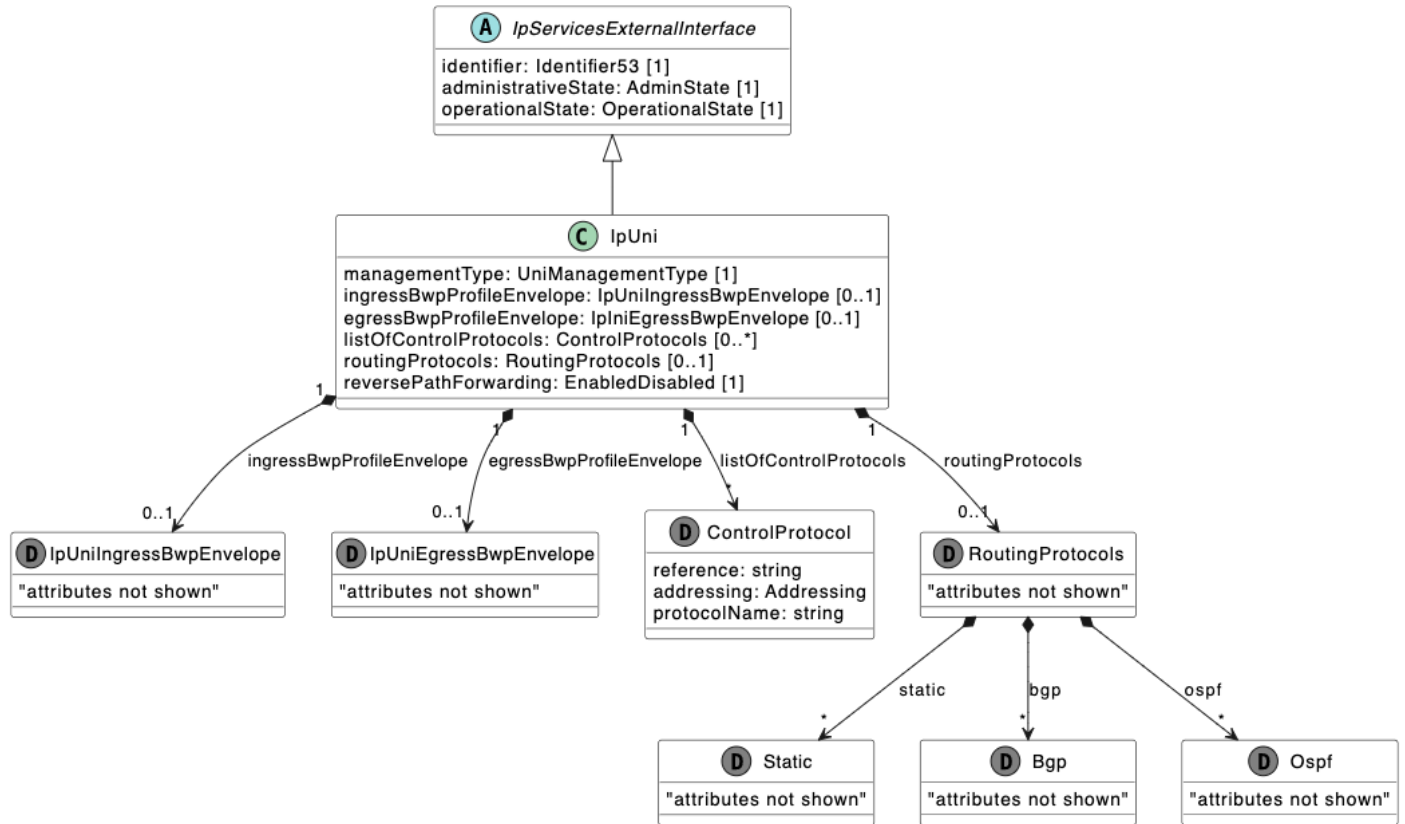 A IpServicesExternalInterface
identifier: Identifier53 [1]
administrativeState: AdminState [1]
operationalState: OperationalState [1]
C IpUni
managementType: UniManagementType [1]
ingressBwpProfileEnvelope: IpUniIngressBwpEnvelope [0..1]
egressBwpProfileEnvelope: IpIniEgressBwpEnvelope [0..1]
listOfControlProtocols: ControlProtocols [0..*]
routingProtocols: RoutingProtocols [0..1]
reversePathForwarding: EnabledDisabled [1]
1 1 1 1
ingressBwpProfileEnvelope egressBwpProfileEnvelope listOfControlProtocols routingProtocols
0..1 0..1 * 0..1
D IpUniIngressBwpEnvelope
"attributes not shown"
D IpUniEgressBwpEnvelope
"attributes not shown"
D ControlProtocol
reference: string
addressing: Addressing
protocolName: string
D RoutingProtocols
"attributes not shown"
static bgp ospf
* * *
D Static
"attributes not shown"
D Bgp
"attributes not shown"
D Ospf
"attributes not shown"